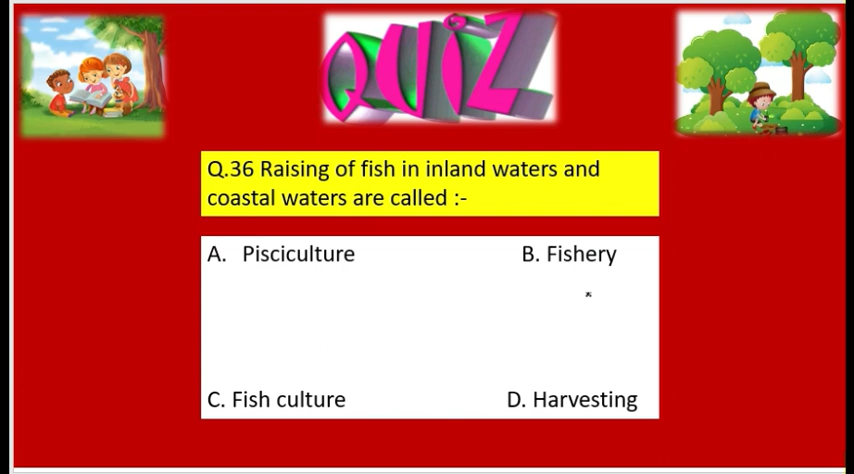 QUiZ
Q.36 Raising of fish in inland waters and
coastal waters are called :-
A. Pisciculture
B. Fishery
C. Fish culture
D. Harvesting